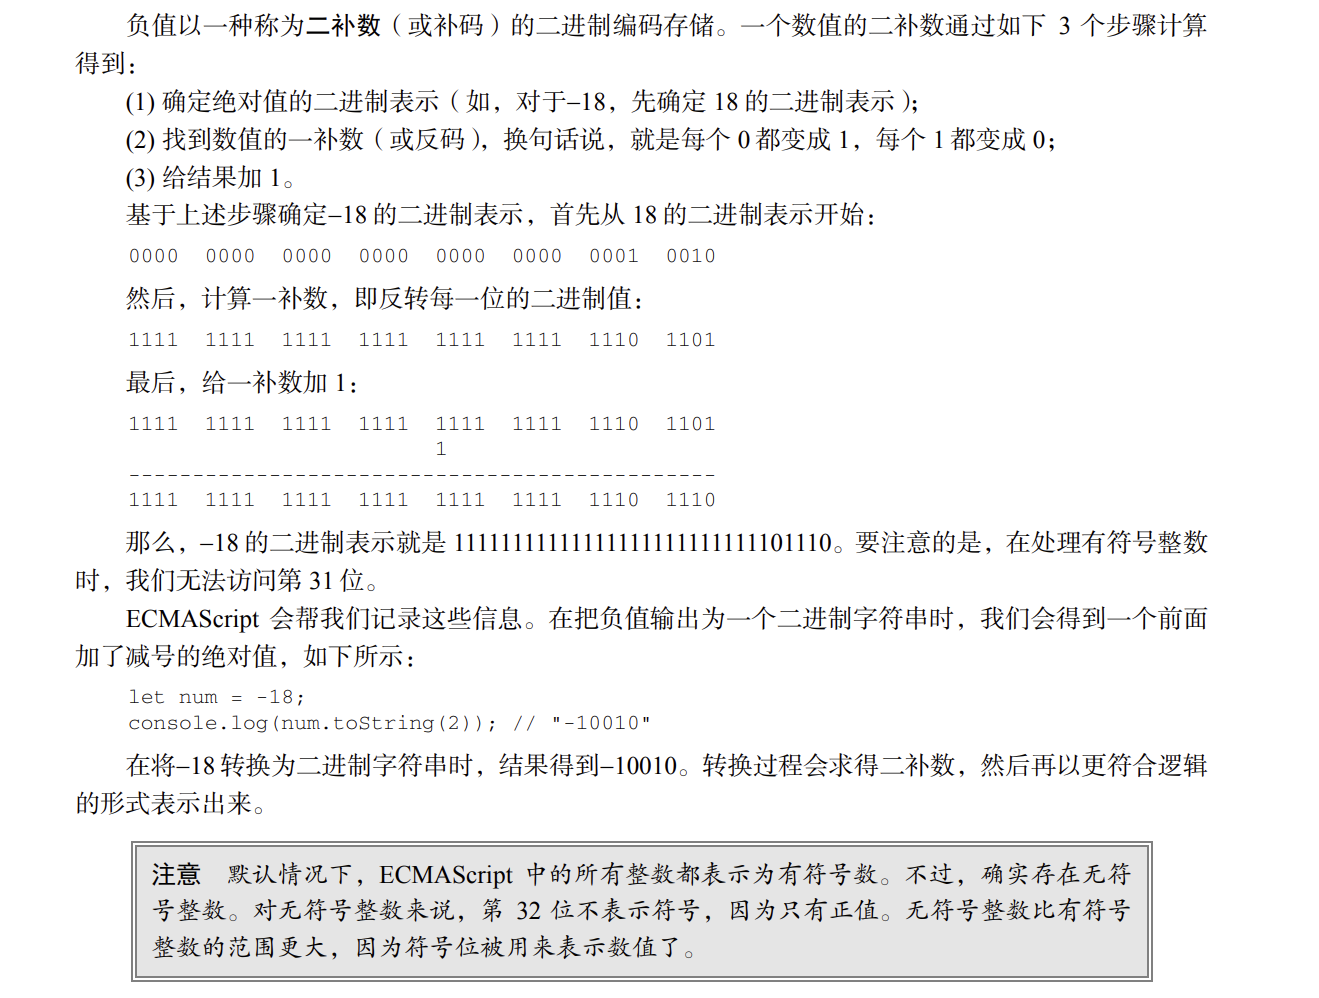 负值以一种称为二补数（或补码）的二进制编码存储。一个数值的二补数通过如下 3 个步骤计算
得到：
(1) 确定绝对值的二进制表示（如，对于–18，先确定 18 的二进制表示）；
(2) 找到数值的一补数（或反码），换句话说，就是每个 0 都变成 1，每个 1 都变成 0；
(3) 给结果加 1。
基于上述步骤确定–18 的二进制表示，首先从 18 的二进制表示开始：
0000  0000  0000  0000  0000  0000  0001  0010
然后，计算一补数，即反转每一位的二进制值：
1111  1111  1111  1111  1111  1111  1110  1101
最后，给一补数加 1：
1111  1111  1111  1111  1111  1111  1110  1101
1
----------------------------------------------
1111  1111  1111  1111  1111  1111  1110  1110
那么，–18 的二进制表示就是 11111111111111111111111111101110。要注意的是，在处理有符号整数
时，我们无法访问第 31 位。
ECMAScript 会帮我们记录这些信息。在把负值输出为一个二进制字符串时，我们会得到一个前面
加了减号的绝对值，如下所示：
let num = -18;
console.log(num.toString(2)); // "-10010"
在将–18 转换为二进制字符串时，结果得到–10010。转换过程会求得二补数，然后再以更符合逻辑
的形式表示出来。
注意　默认情况下，ECMAScript 中的所有整数都表示为有符号数。不过，确实存在无符
号整数。对无符号整数来说，第 32 位不表示符号，因为只有正值。无符号整数比有符号
整数的范围更大，因为符号位被用来表示数值了。